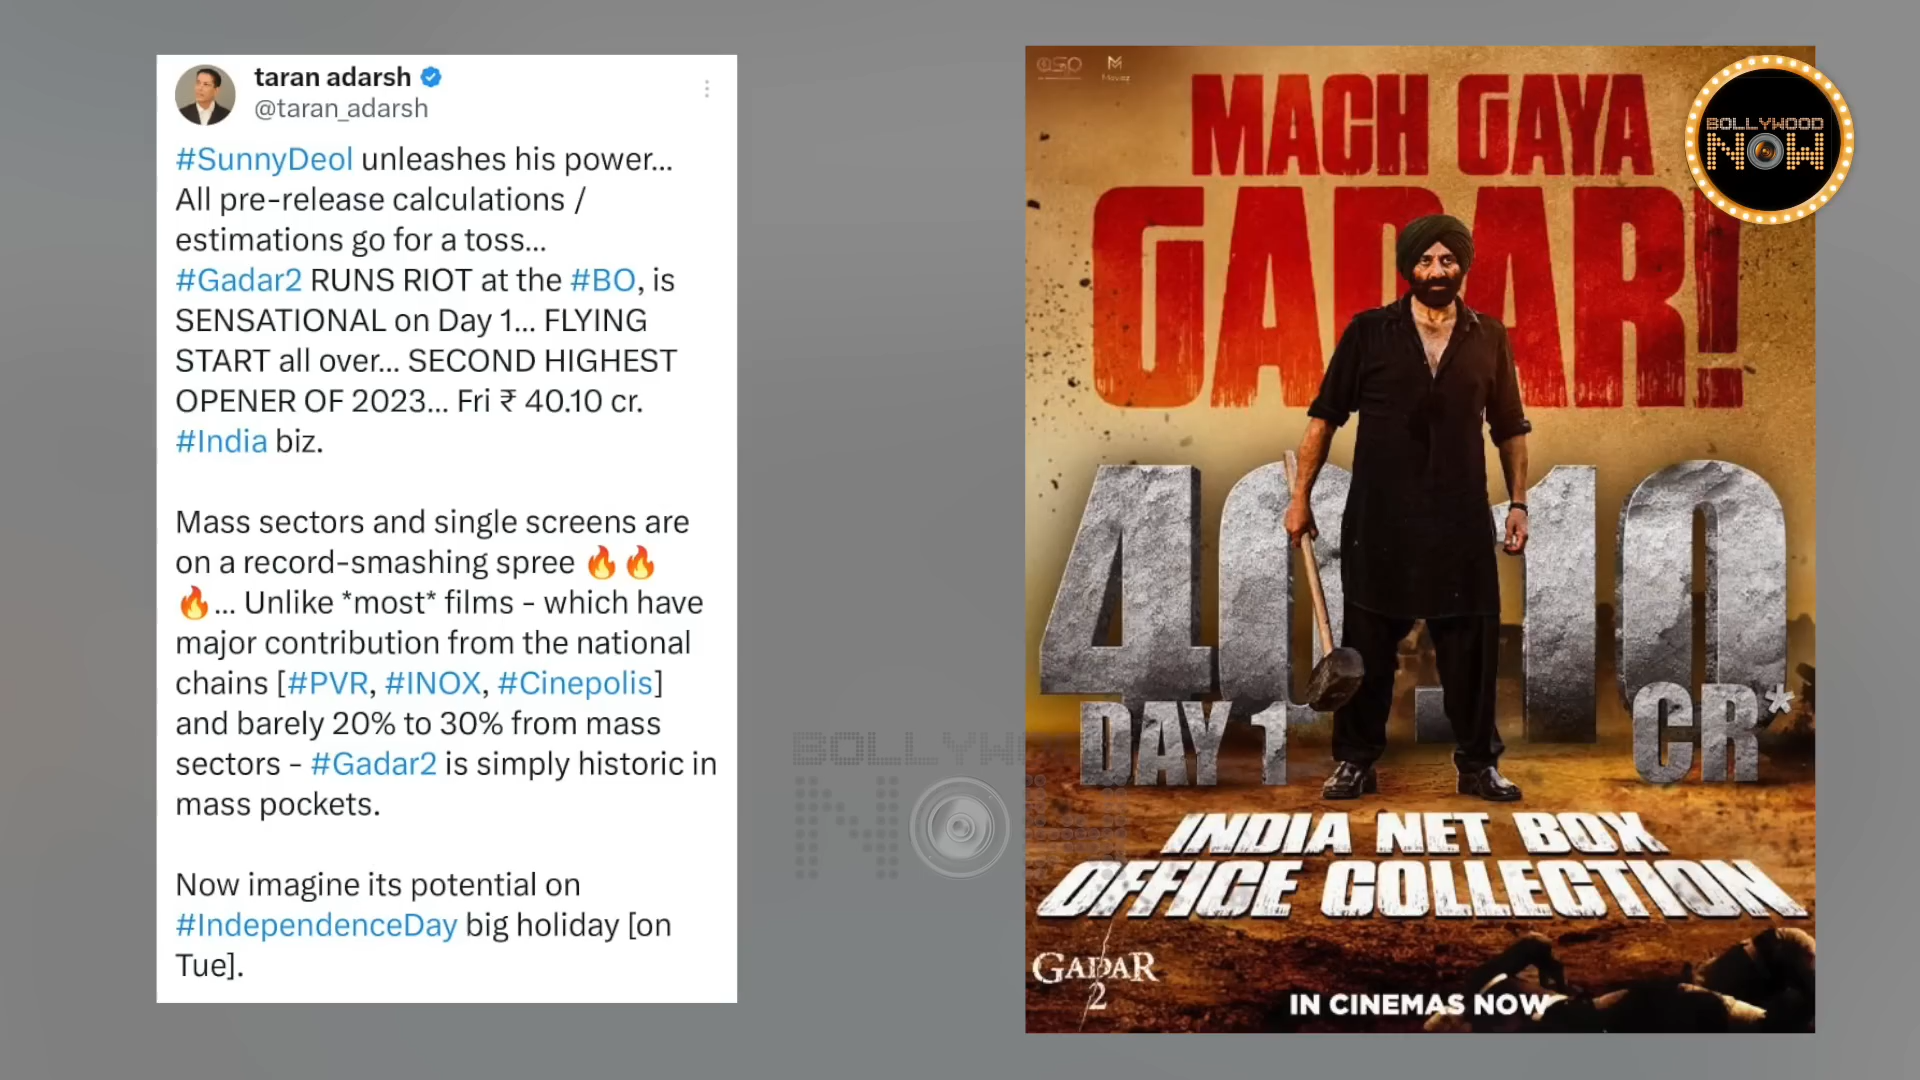 taran adarsh
@taran_adarsh
#SunnyDeol unleashes his power...
All pre-release calculations /
estimations go for a toss...
#Gadar2 RUNS RIOT at the #BO, is
SENSATIONAL on Day 1... FLYING
START all over... SECOND HIGHEST
OPENER OF 2023... Fri ₹ 40.10 cr.
#India biz.
Mass sectors and single screens are
on a record-smashing spree 🔥🔥
🔥... Unlike *most* films - which have
major contribution from the national
chains [#PVR, #INOX, #Cinepolis]
and barely 20% to 30% from mass
sectors - #Gadar2 is simply historic in
mass pockets.
Now imagine its potential on
#IndependenceDay big holiday [on
Tue].
MACH GAYA
GADAR!
40.10
DAY 1
CR*
INDIA NET BOX
OFFICE COLLECTION
GADAR
2
IN CINEMAS NOW
BOLLYWOOD
NOW